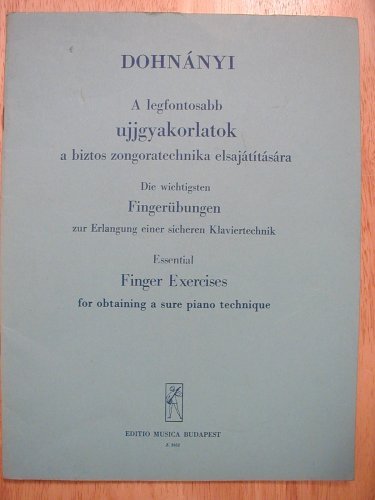 DOHNÁNYI
A legfontosabb
ujjgyakorlatok
a biztos zongoratechnika elsajátítására
Die wichtigsten
Fingerübungen
zur Erlangung einer sicheren Klaviertechnik
Essential
Finger Exercises
for obtaining a sure piano technique
EDITIO MUSICA BUDAPEST